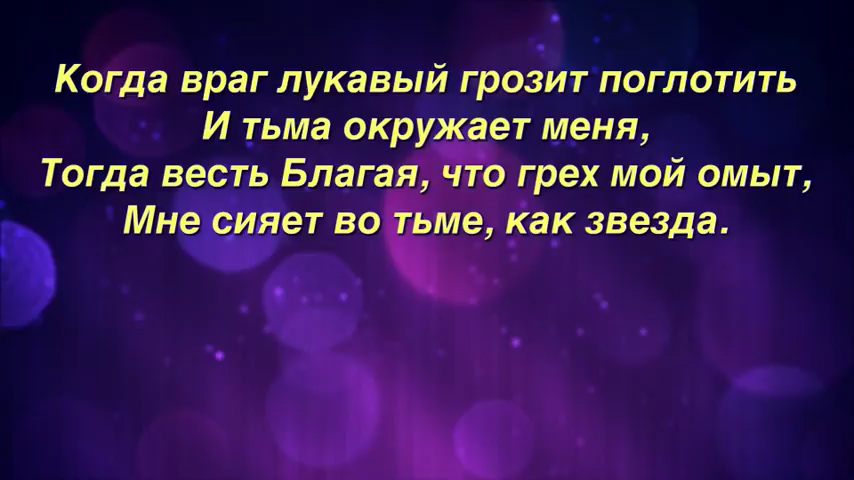 Когда враг лукавый грозит поглотить
И тьма окружает меня,
Тогда весть Благая, что грех мой омыт,
Мне сияет во тьме, как звезда.